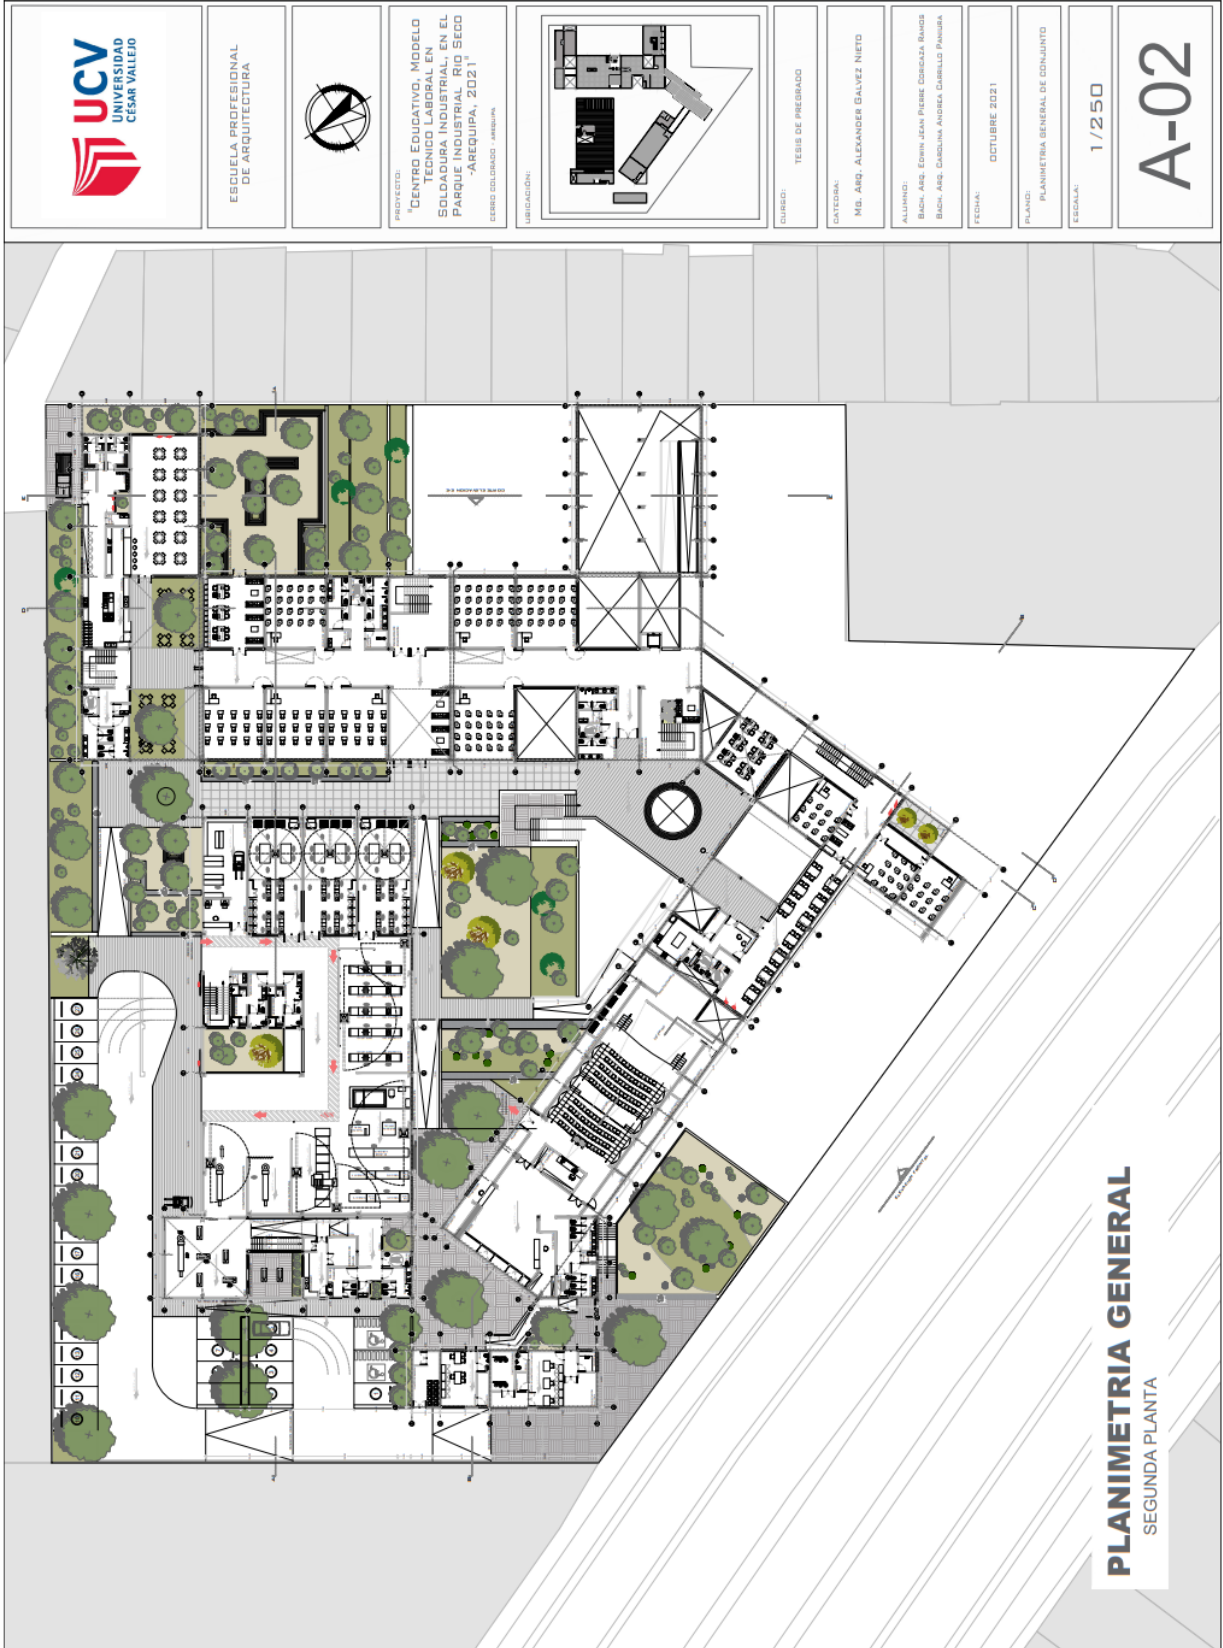 UCV
UNIVERSIDAD
CÉSAR VALLEJO
ESCUELA PROFESIONAL
DE ARQUITECTURA
PROYECTO:
"CENTRO EDUCATIVO, MODELO
TECNICO LABORAL EN
SOLDADURA INDUSTRIAL, EN EL
PARQUE INDUSTRIAL RIO SECO
-AREQUIPA, 2021"
CERRO COLORADO - AREQUIPA
UBICACIÓN:
CURSO:
TESIS DE PREGRADO
CATEDRA:
MG. ARQ. ALEXANDER GALVEZ NIETO
ALUMNO:
BACH. ARQ. EDWIN JEAN PIERRE CORICAZA RAMOS
BACH. ARQ. CAROLINA ANDREA CARRILLO PANIURA
FECHA:
OCTUBRE 2021
PLANO:
PLANIMETRIA GENERAL DE CONJUNTO
ESCALA:
1/250
A-02
PLANIMETRIA GENERAL
SEGUNDA PLANTA